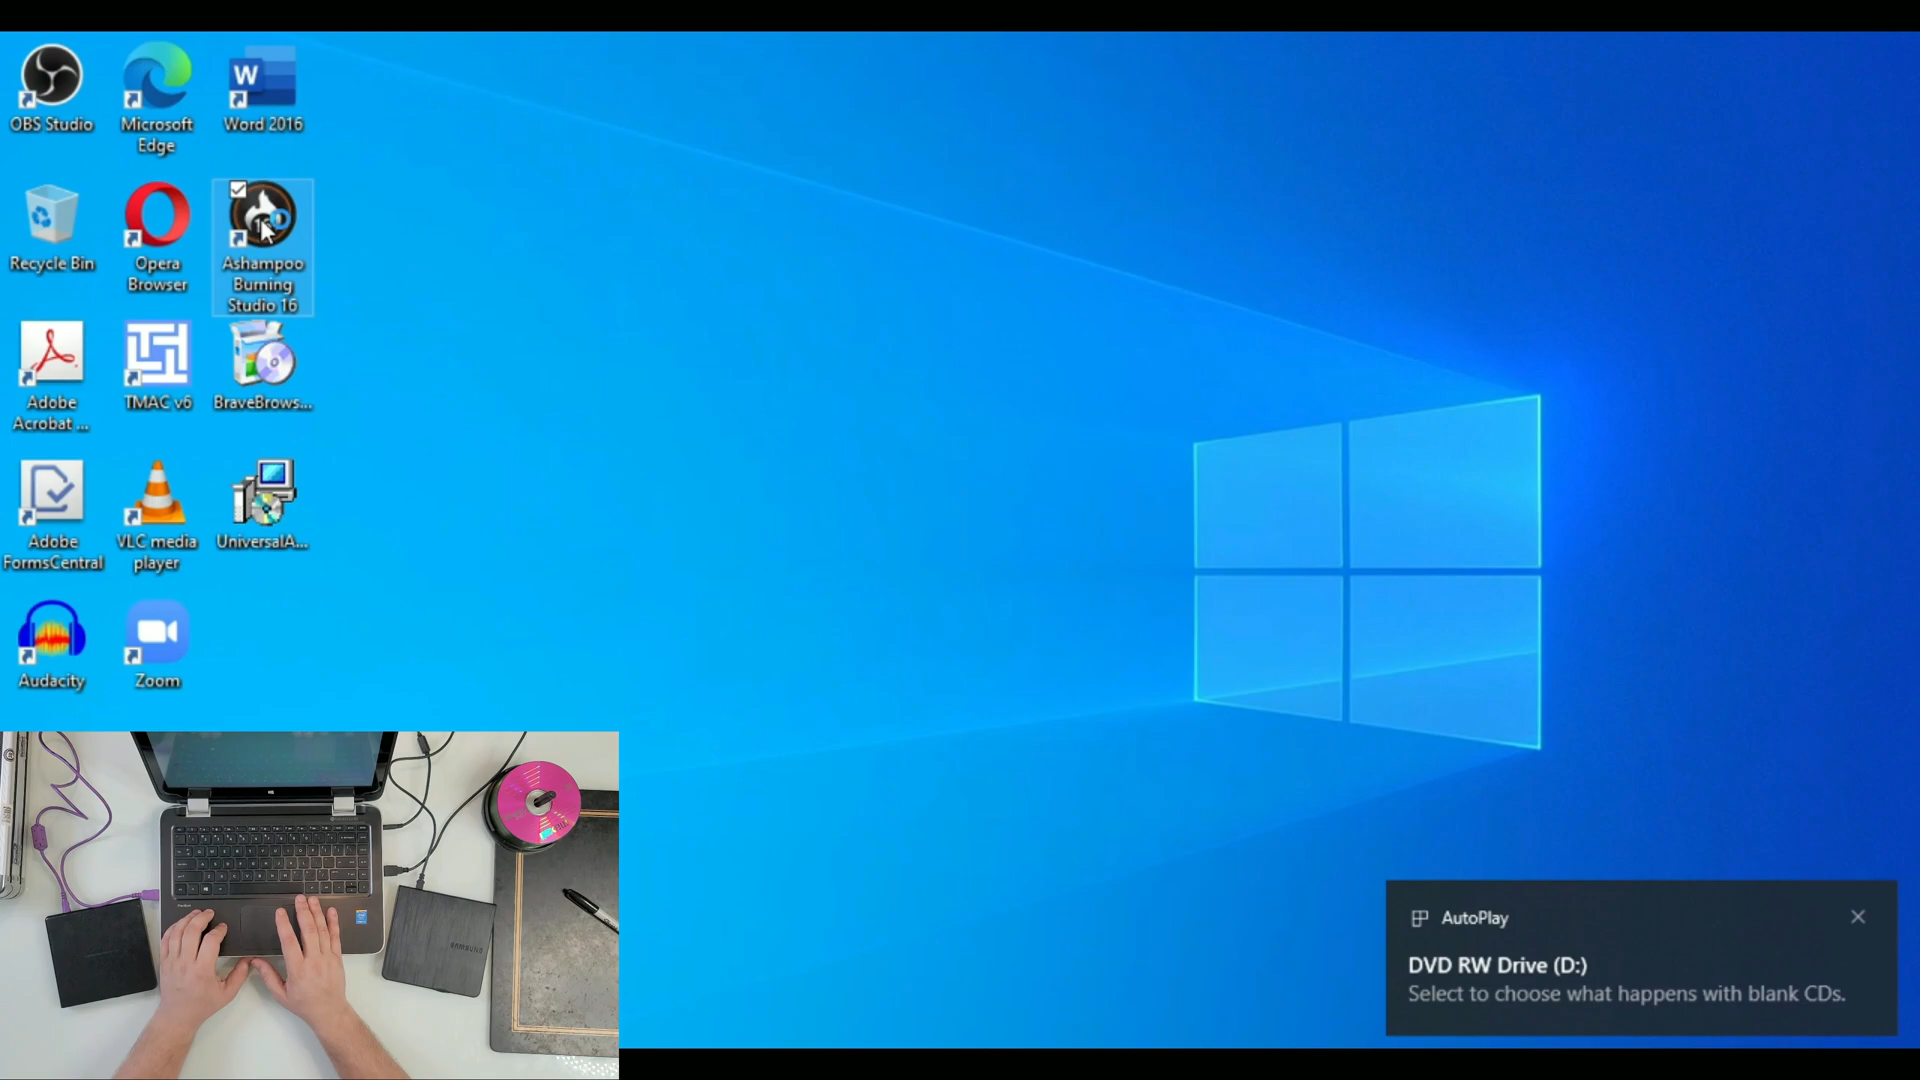 OBS Studio
Microsoft
Edge
W
Word 2016
Recycle Bin
Opera
Browser
Ashampoo
Burning
Studio 16
Adobe
Acrobat ...
TMAC v6
BraveBrows...
Adobe
FormsCentral
VLC media
player
UniversalA...
Audacity
Zoom
SAMSUNG
AutoPlay
DVD RW Drive (D:)
Select to choose what happens with blank CDs.